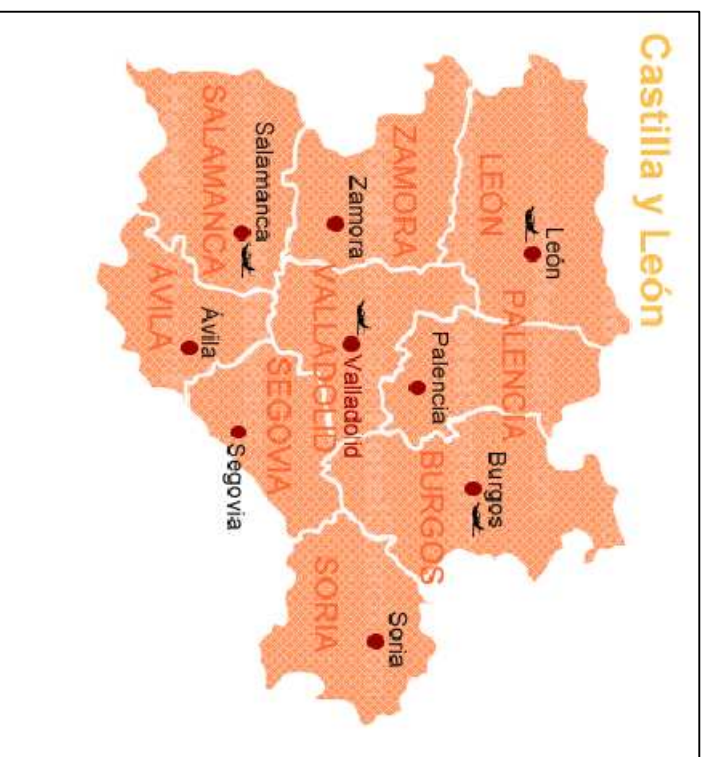 Castilla y León
León
LEÓN
PALENCIA
ZAMORA
Burgos
Palencia
Zamora
BURGOS
Valladolid
VALLADOLID
Soria
Salamanca
SALAMANCA
SEGOVIA
SORIA
Ávila
ÁVILA
Segovia